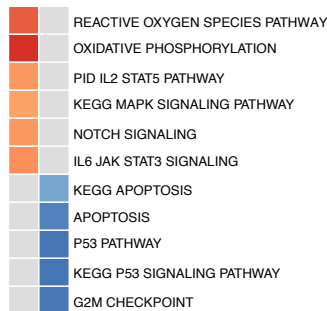 REACTIVE OXYGEN SPECIES PATHWAY
OXIDATIVE PHOSPHORYLATION
PID IL2 STAT5 PATHWAY
KEGG MAPK SIGNALING PATHWAY
NOTCH SIGNALING
IL6 JAK STAT3 SIGNALING
KEGG APOPTOSIS
APOPTOSIS
P53 PATHWAY
KEGG P53 SIGNALING PATHWAY
G2M CHECKPOINT